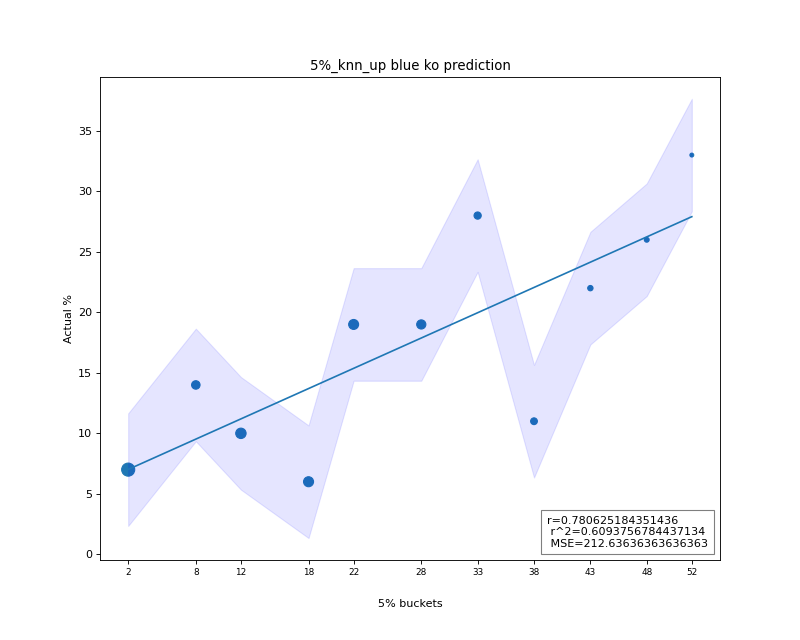 5%_knn_up blue ko prediction
Actual %
35
30
25
20
15
10
5
0
2 8 12 18 22 28 33 38 43 48 52
5% buckets
r=0.780625184351436
r^2=0.6093756784437134
MSE=212.63636363636363